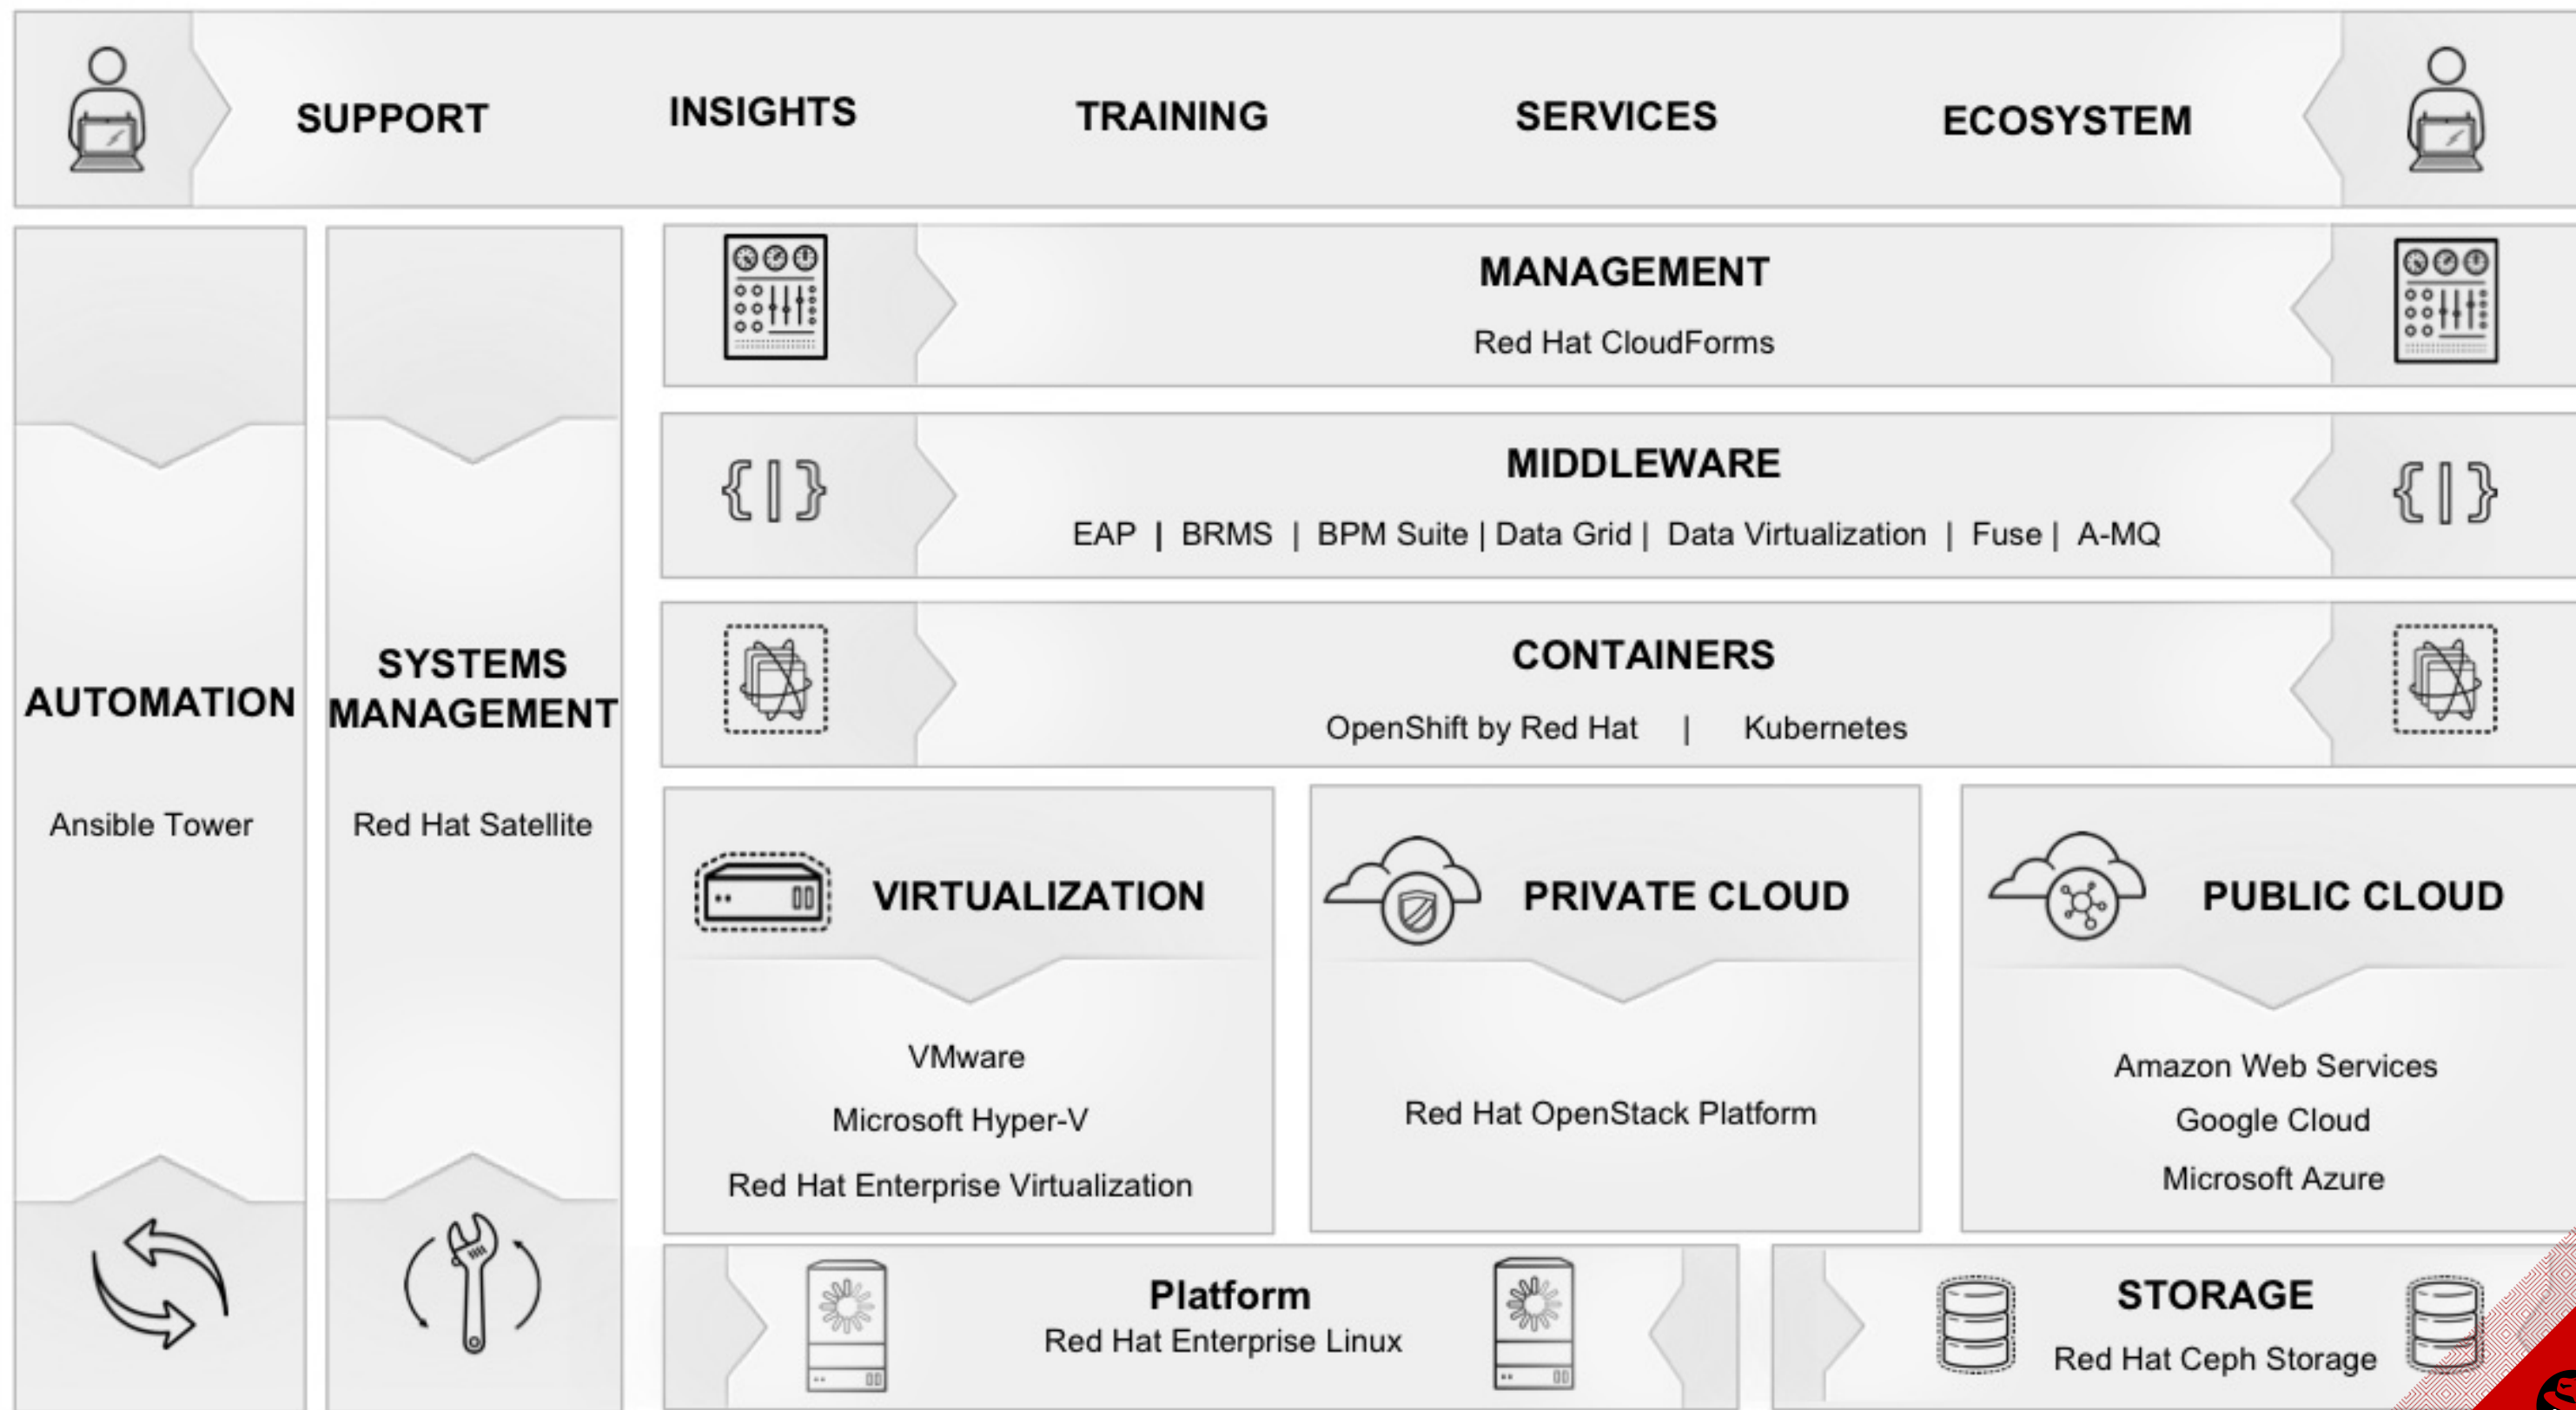 SUPPORT INSIGHTS TRAINING SERVICES ECOSYSTEM
AUTOMATION
Ansible Tower
SYSTEMS
MANAGEMENT
Red Hat Satellite
MANAGEMENT
Red Hat CloudForms
MIDDLEWARE
EAP | BRMS | BPM Suite | Data Grid | Data Virtualization | Fuse | A-MQ
CONTAINERS
OpenShift by Red Hat | Kubernetes
VIRTUALIZATION
VMware
Microsoft Hyper-V
Red Hat Enterprise Virtualization
PRIVATE CLOUD
Red Hat OpenStack Platform
PUBLIC CLOUD
Amazon Web Services
Google Cloud
Microsoft Azure
Platform
Red Hat Enterprise Linux
STORAGE
Red Hat Ceph Storage